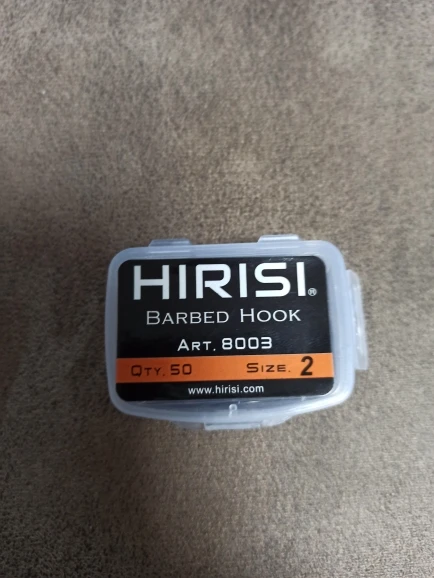 HIRISI®
BARBED HOOK
ART. 8003
QTY. 50 SIZE. 2
www.hirisi.com